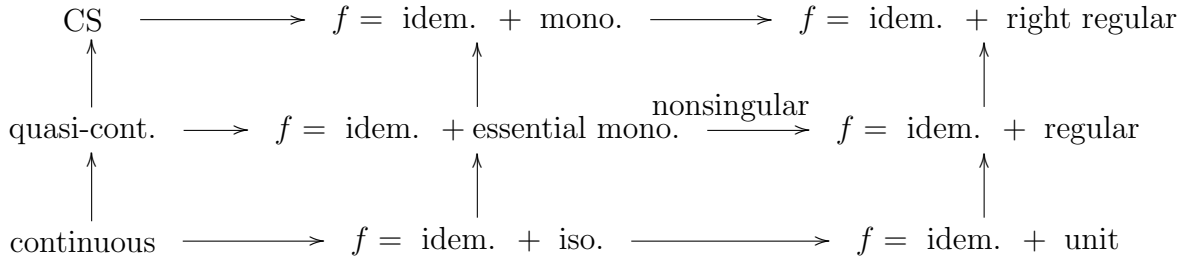 CS f = idem. + mono. f = idem. + right regular
nonsingular
quasi-cont. f = idem. + essential mono. f = idem. + regular
continuous f = idem. + iso. f = idem. + unit